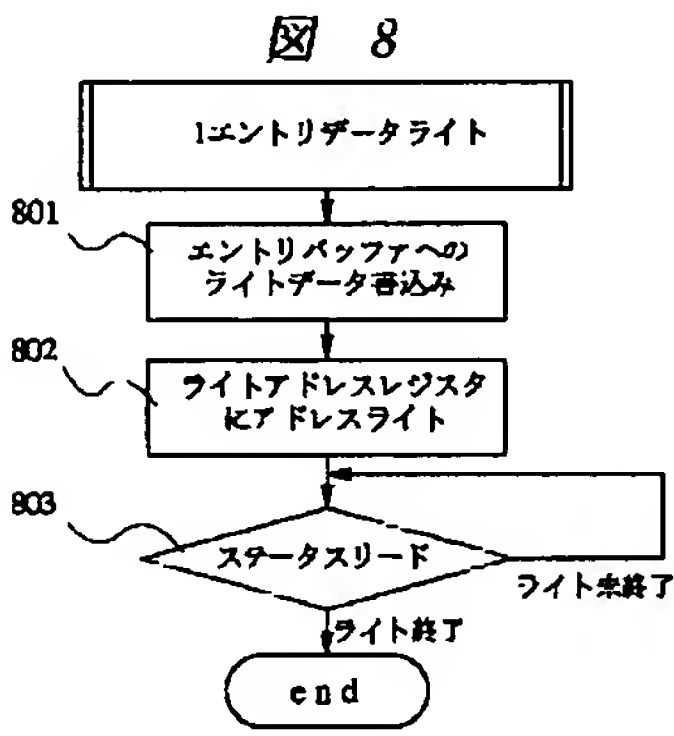 図 8
1エントリデータライト
801
エントリバッファへの
ライトデータ書込み
802
ライトアドレスレジスタ
にアドレスライト
803
ステータスリード
ライト未終了
ライト終了
end